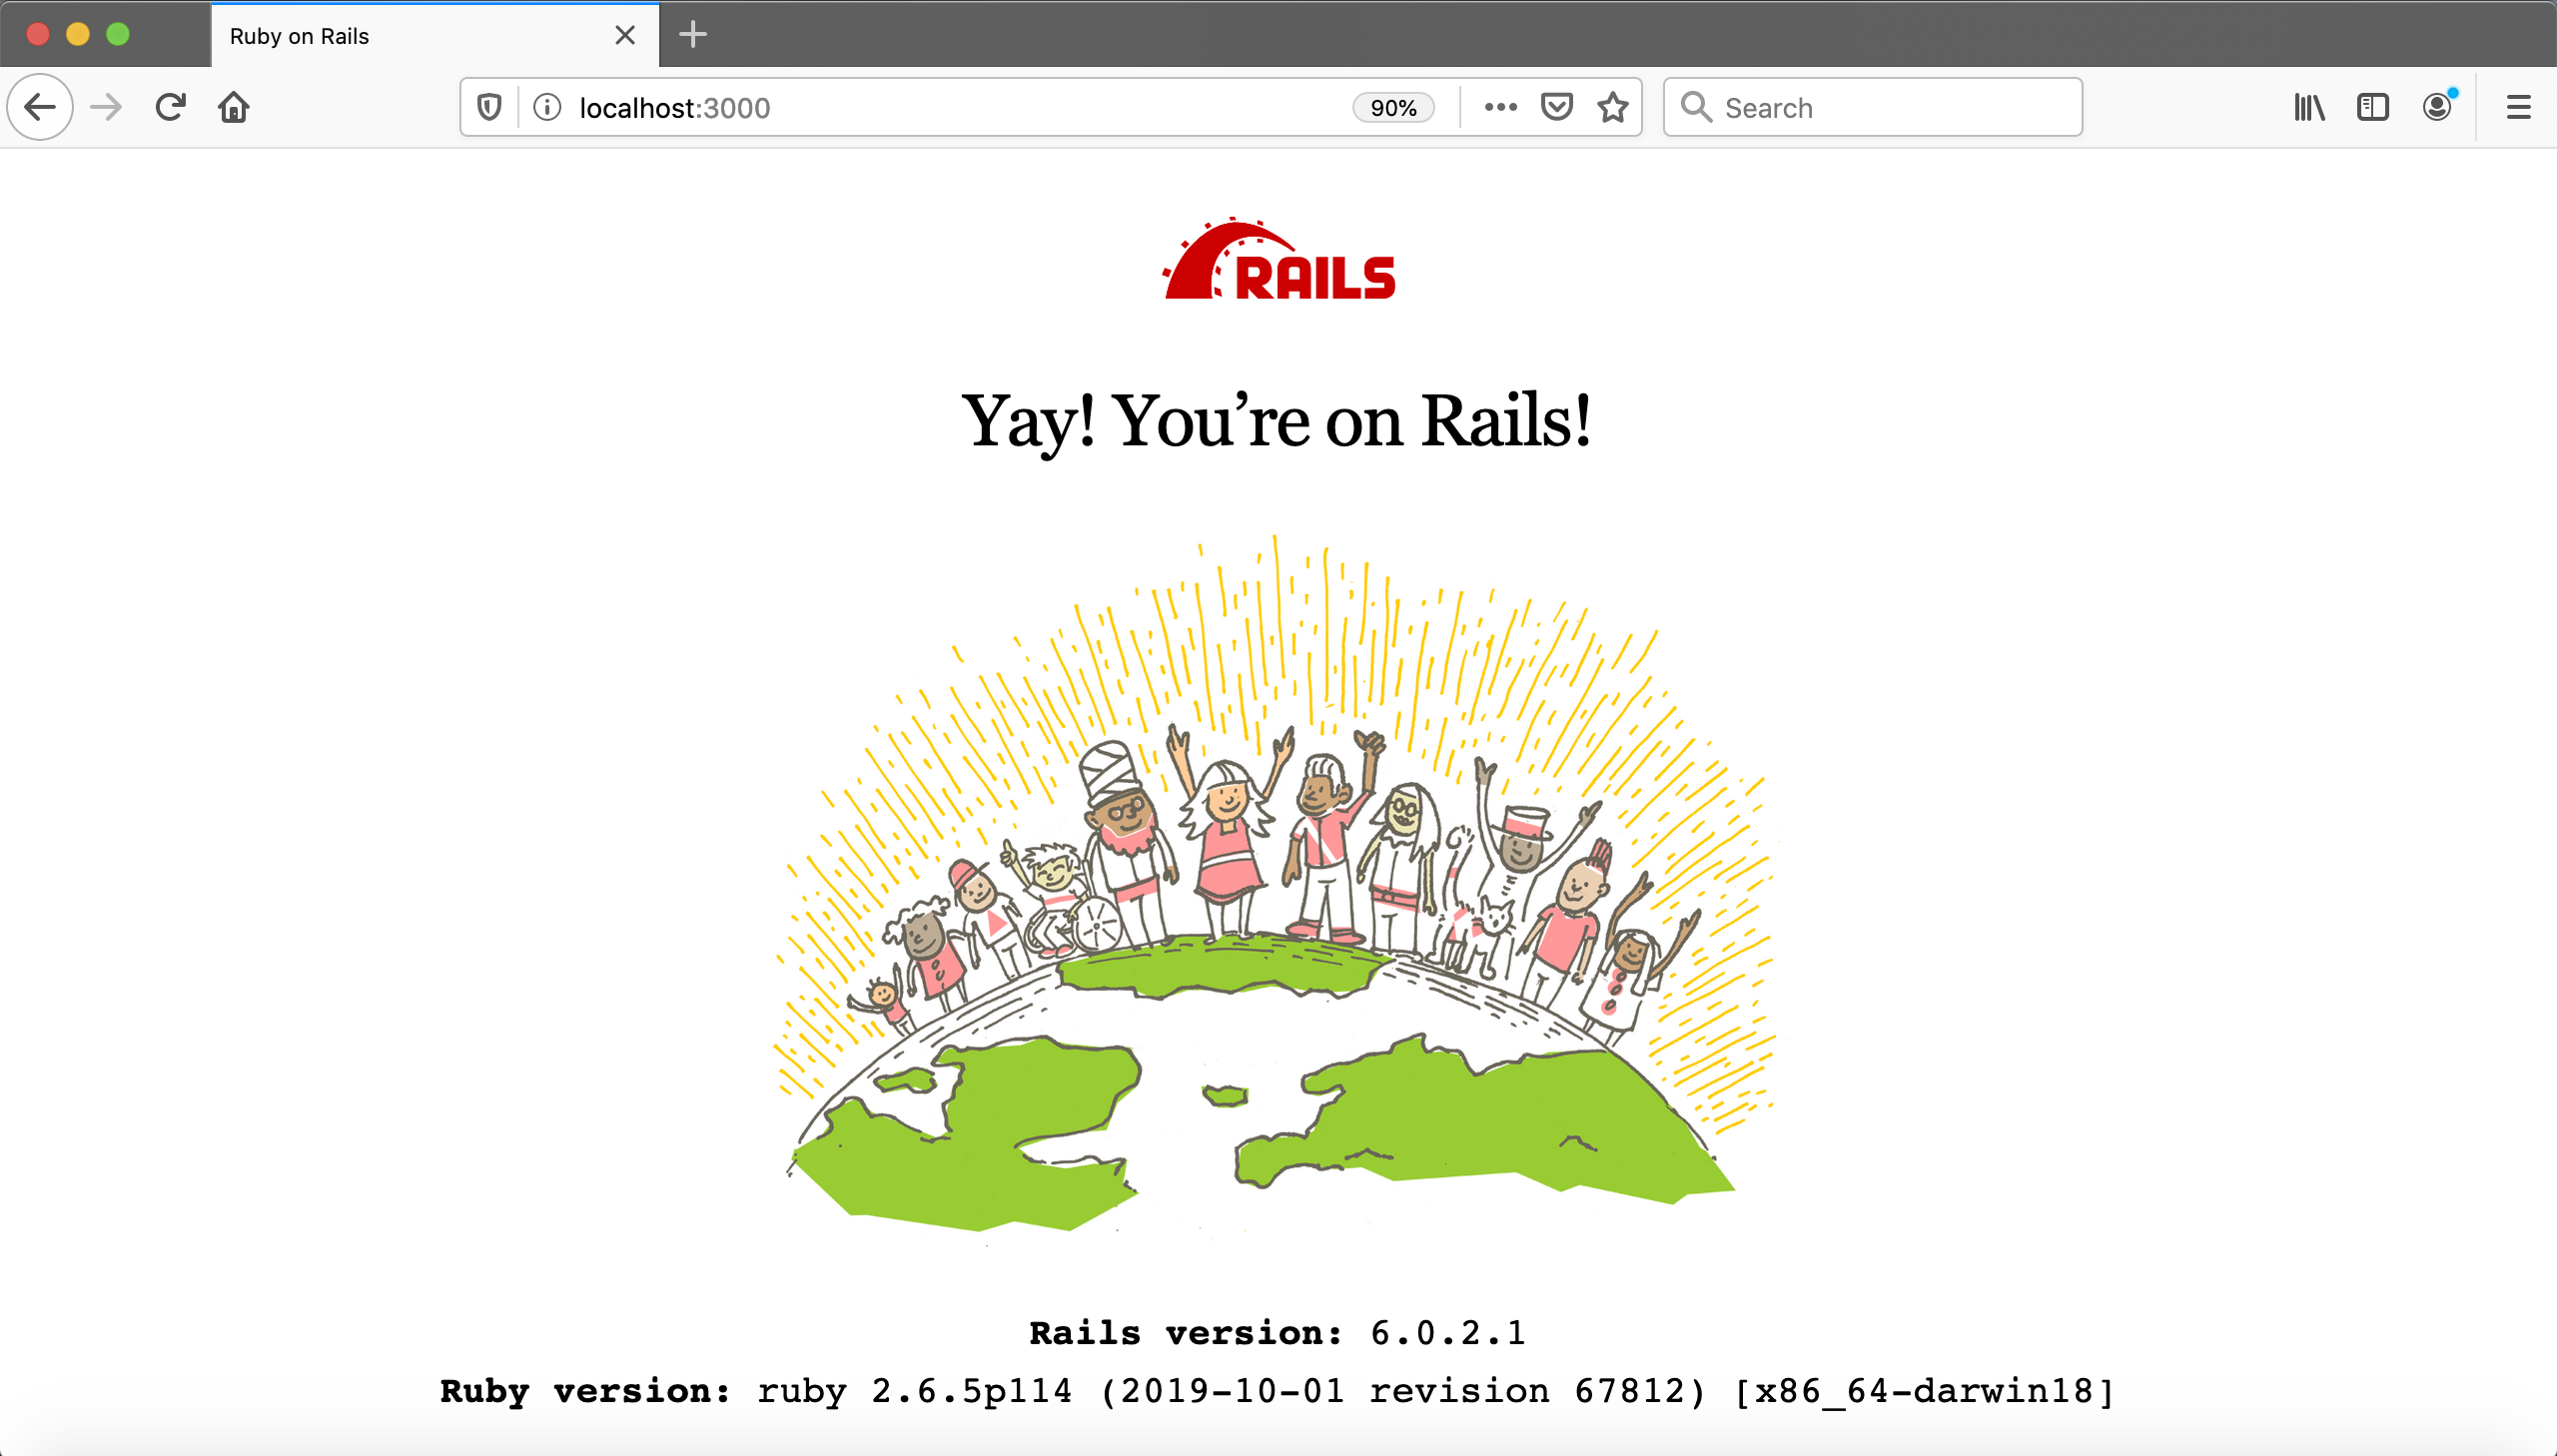 Ruby on Rails
localhost:3000
90%
Search
RAILS
Yay! You’re on Rails!
Rails version: 6.0.2.1
Ruby version: ruby 2.6.5p114 (2019-10-01 revision 67812) [x86_64-darwin18]